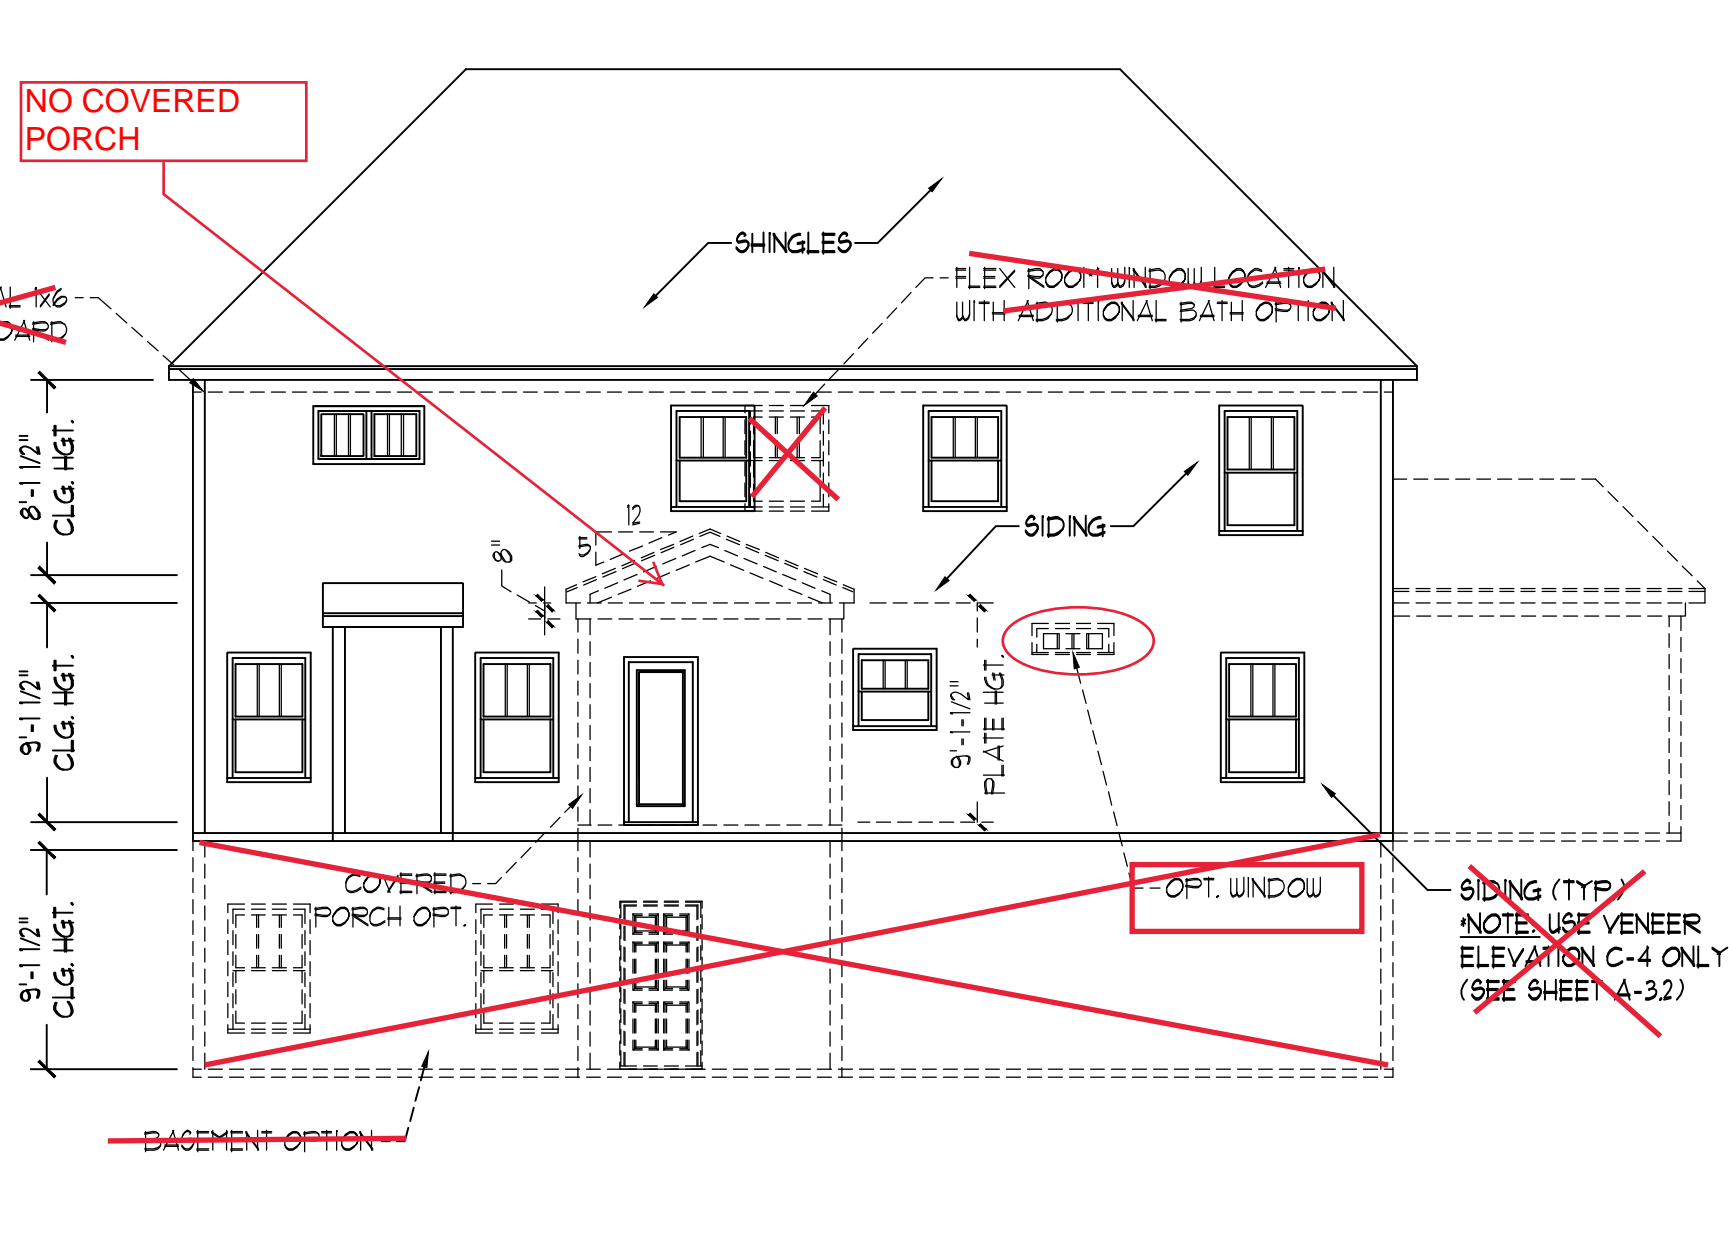 NO COVERED
PORCH
SHINGLES
FLEX ROOM WINDOW LOCATION
WITH ADDITIONAL BATH OPTION
AL 1x6
8'-1 1/2"
CLG. HGT.
12
5
8"
SIDING
9'-1 1/2"
CLG. HGT.
9'-1-1/2"
PLATE HGT.
COVERED
PORCH OPT.
OPT. WINDOW
SIDING (TYP.)
*NOTE: USE VENEER
ELEVATION C-4 ONLY
(SEE SHEET A-3.2)
9'-1 1/2"
CLG. HGT.
BASEMENT OPTION